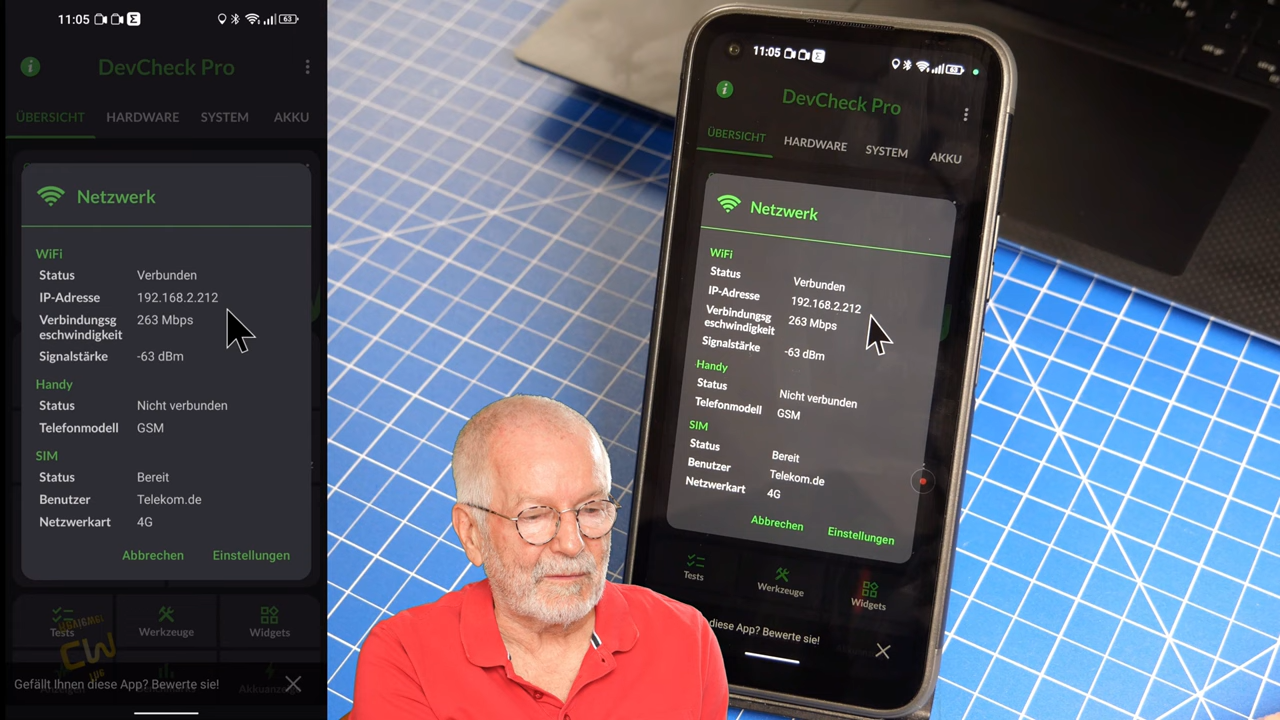 11:05
63
DevCheck Pro
ÜBERSICHT HARDWARE SYSTEM AKKU
Netzwerk
WiFi
Status Verbunden
IP-Adresse 192.168.2.212
Verbindungsg 263 Mbps
eschwindigkeit
Signalstärke -63 dBm
Handy
Status Nicht verbunden
Telefonmodell GSM
SIM
Status Bereit
Benutzer Telekom.de
Netzwerkart 4G
Abbrechen Einstellungen
Tests Werkzeuge Widgets
CW
Gefällt Ihnen diese App? Bewerte sie!
11:05
63
DevCheck Pro
ÜBERSICHT HARDWARE SYSTEM AKKU
Netzwerk
WiFi
Status Verbunden
IP-Adresse 192.168.2.212
Verbindungsg 263 Mbps
eschwindigkeit
Signalstärke -63 dBm
Handy
Status Nicht verbunden
Telefonmodell GSM
SIM
Status Bereit
Benutzer Telekom.de
Netzwerkart 4G
Abbrechen Einstellungen
Tests Werkzeuge Widgets
diese App? Bewerte sie!